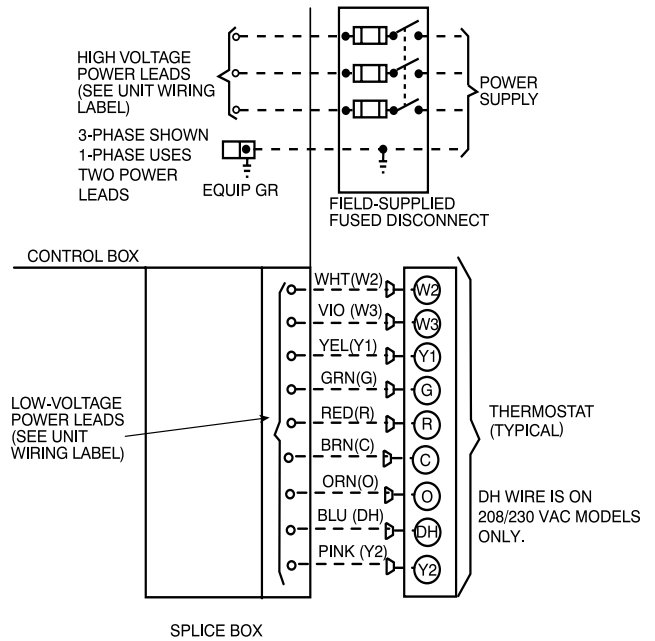 HIGH VOLTAGE
POWER LEADS
(SEE UNIT WIRING
LABEL)
POWER
SUPPLY
3-PHASE SHOWN
1-PHASE USES
TWO POWER
LEADS
EQUIP GR
FIELD-SUPPLIED
FUSED DISCONNECT
CONTROL BOX
WHT(W2)
W2
VIO (W3)
W3
YEL(Y1)
Y1
GRN(G)
G
RED(R)
R
BRN(C)
C
ORN(O)
O
BLU (DH)
DH
PINK (Y2)
Y2
LOW-VOLTAGE
POWER LEADS
(SEE UNIT
WIRING LABEL)
THERMOSTAT
(TYPICAL)
DH WIRE IS ON
208/230 VAC MODELS
ONLY.
SPLICE BOX